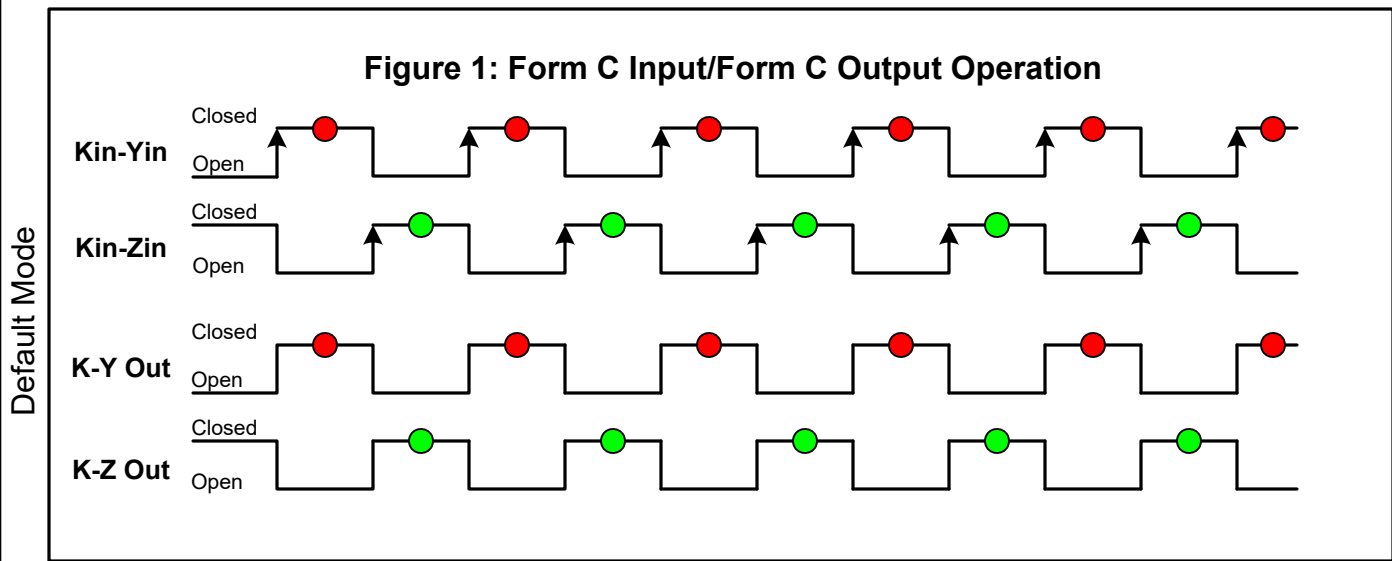 Default Mode
Figure 1: Form C Input/Form C Output Operation
Closed
Kin-Yin
Open
Closed
Kin-Zin
Open
Closed
K-Y Out
Open
Closed
K-Z Out
Open